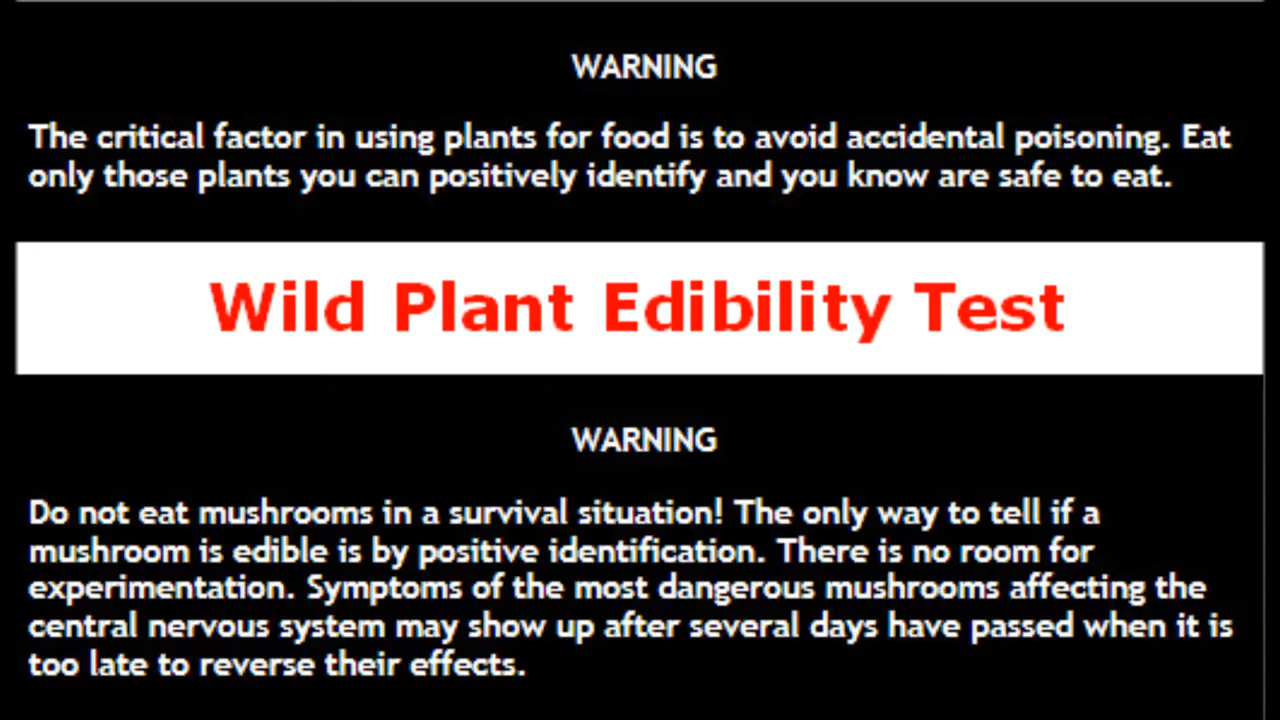 WARNING
The critical factor in using plants for food is to avoid accidental poisoning. Eat
only those plants you can positively identify and you know are safe to eat.
Wild Plant Edibility Test
WARNING
Do not eat mushrooms in a survival situation! The only way to tell if a
mushroom is edible is by positive identification. There is no room for
experimentation. Symptoms of the most dangerous mushrooms affecting the
central nervous system may show up after several days have passed when it is
too late to reverse their effects.